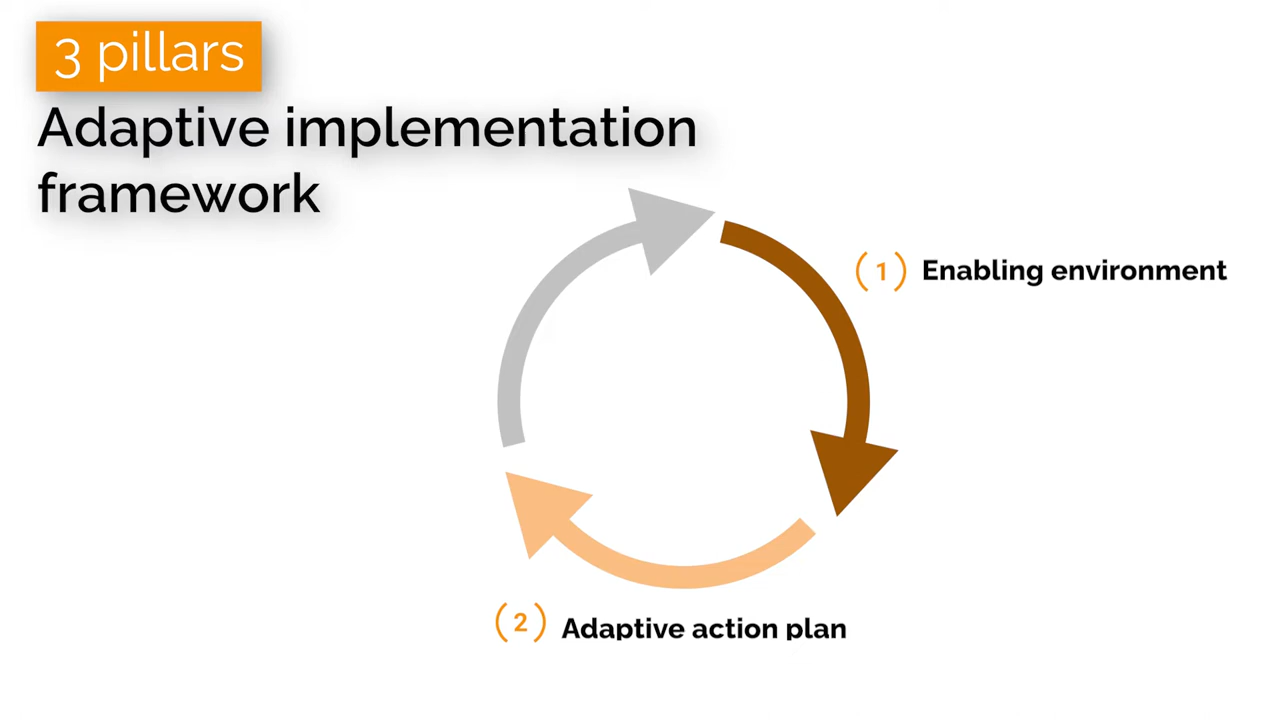 3 pillars
Adaptive implementation
framework
(1) Enabling environment
(2) Adaptive action plan